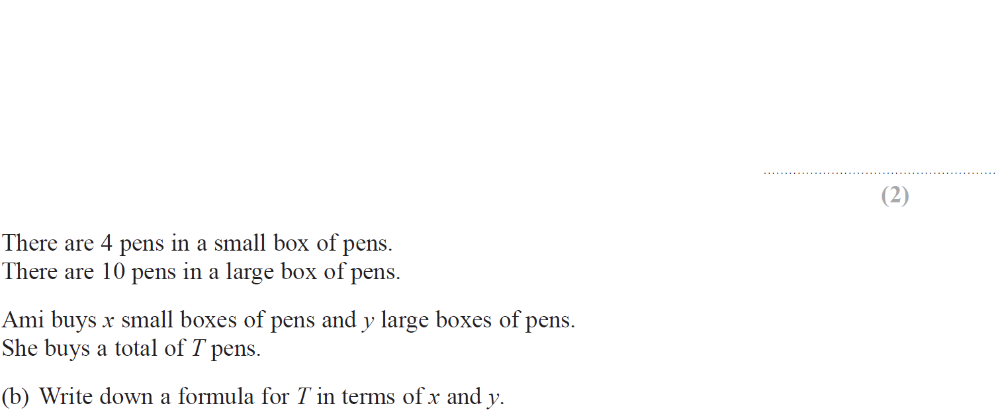 (2)
There are 4 pens in a small box of pens.
There are 10 pens in a large box of pens.
Ami buys x small boxes of pens and y large boxes of pens.
She buys a total of T pens.
(b) Write down a formula for T in terms of x and y.